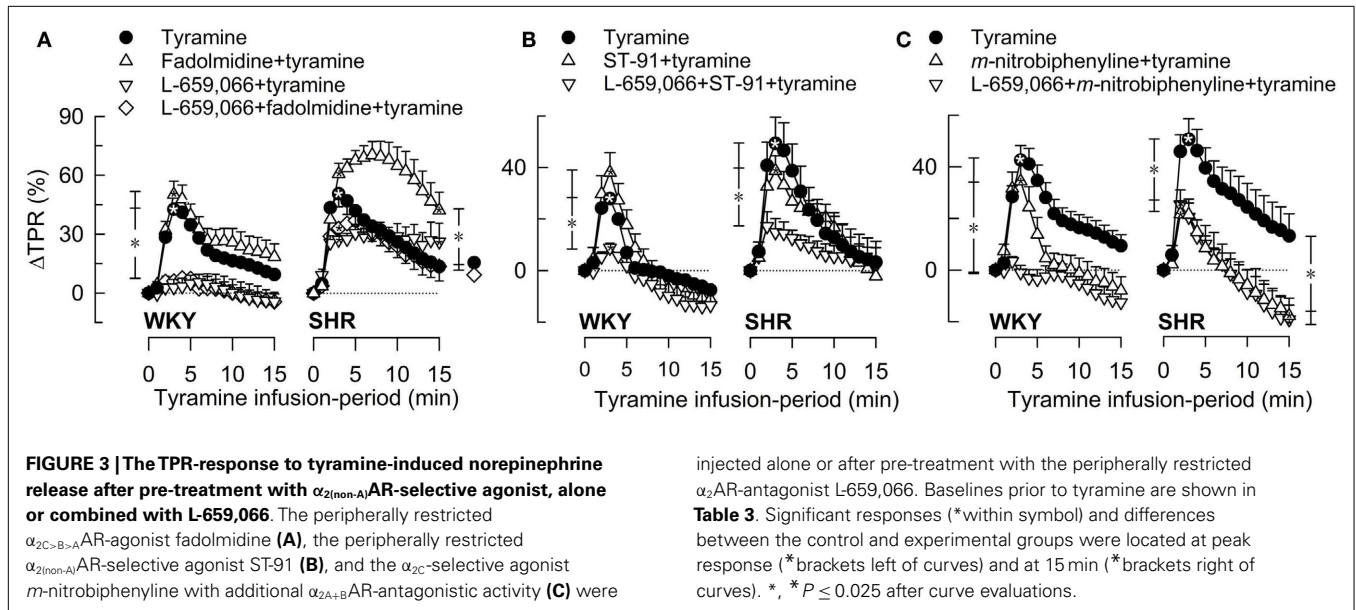 A
● Tyramine
△ Fadolmidine+tyramine
▽ L-659,066+tyramine
◇ L-659,066+fadolmidine+tyramine
B
● Tyramine
△ ST-91+tyramine
▽ L-659,066+ST-91+tyramine
C
● Tyramine
△ m-nitrobiphenyline+tyramine
▽ L-659,066+m-nitrobiphenyline+tyramine
ΔTPR (%)
90
60
30
0
* *
WKY SHR
0 5 10 15 0 5 10 15
Tyramine infusion-period (min)
40
0
* *
WKY SHR
0 5 10 15 0 5 10 15
Tyramine infusion-period (min)
40
0
* * *
WKY SHR
0 5 10 15 0 5 10 15
Tyramine infusion-period (min)
FIGURE 3 | The TPR-response to tyramine-induced norepinephrine
release after pre-treatment with α2(non-A)AR-selective agonist, alone
or combined with L-659,066. The peripherally restricted
α2C>B>AAR-agonist fadolmidine (A), the peripherally restricted
α2(non-A)AR-selective agonist ST-91 (B), and the α2C-selective agonist
m-nitrobiphenyline with additional α2A+BAR-antagonistic activity (C) were
injected alone or after pre-treatment with the peripherally restricted
α2AR-antagonist L-659,066. Baselines prior to tyramine are shown in
Table 3. Significant responses (*within symbol) and differences
between the control and experimental groups were located at peak
response (*brackets left of curves) and at 15 min (*brackets right of
curves). *, *P ≤ 0.025 after curve evaluations.